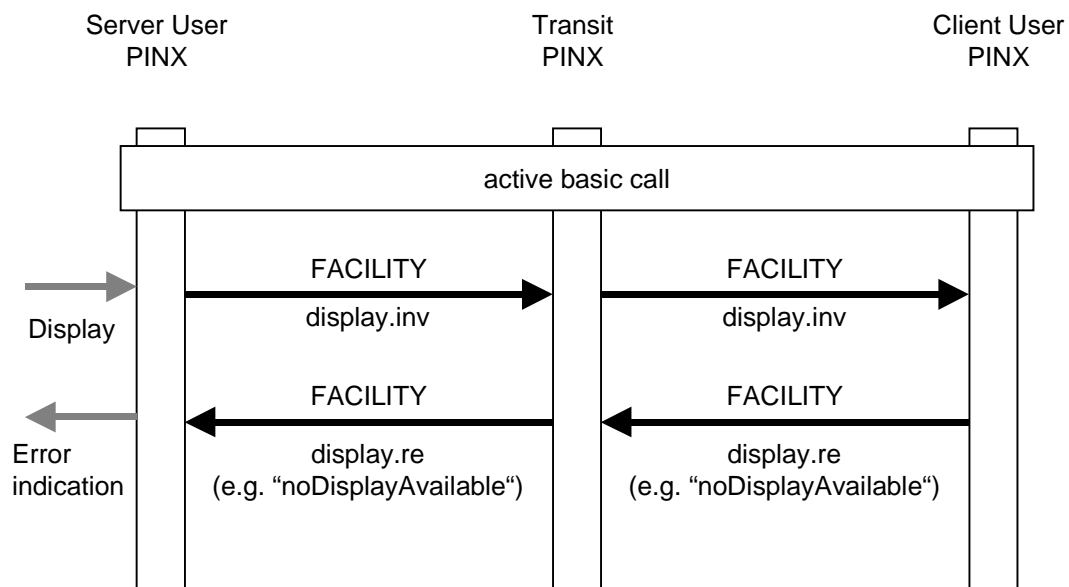 Server User
PINX
Transit
PINX
Client User
PINX
active basic call
FACILITY
FACILITY
display.inv
display.inv
Display
FACILITY
FACILITY
Error
indication
display.re
(e.g. “noDisplayAvailable“)
display.re
(e.g. “noDisplayAvailable“)